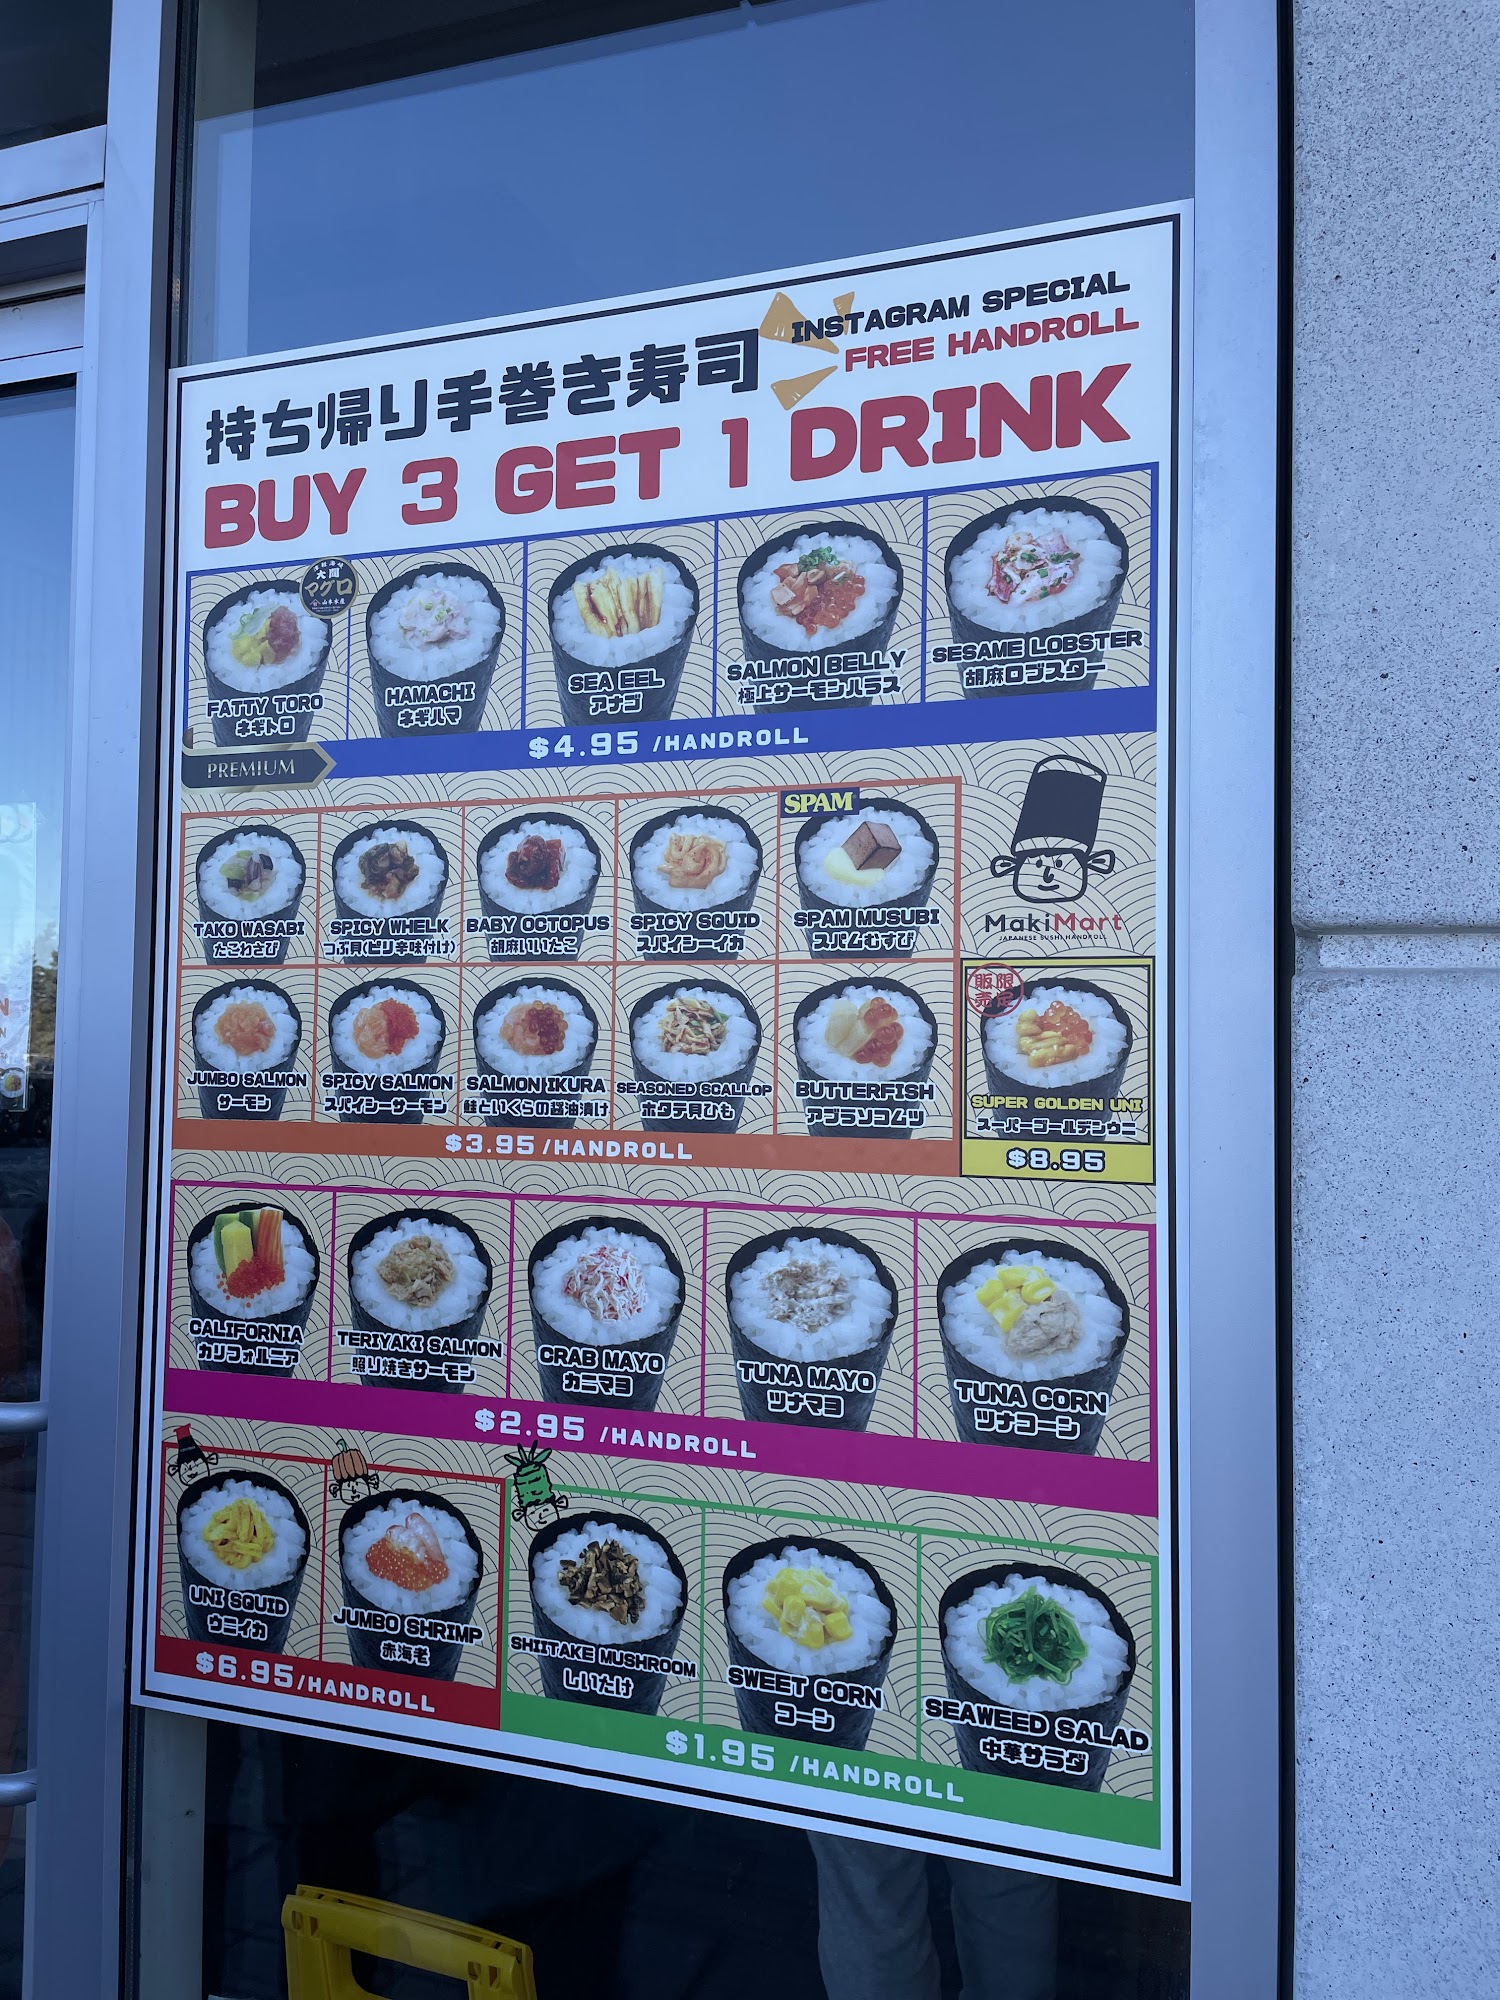 INSTAGRAM SPECIAL
FREE HANDROLL
持ち帰り手巻き寿司
BUY 3 GET 1 DRINK
大間
マグロ
FATTY TORO
ネギトロ
HAMACHI
ネギハマ
SEA EEL
アナゴ
SALMON BELLY
極上サーモンハラス
SESAME LOBSTER
胡麻ロブスター
$4.95 /HANDROLL
PREMIUM
SPAM
TAKO WASABI
たこわさび
SPICY WHELK
つぶ貝(ピリ辛味付け)
BABY OCTOPUS
胡麻いいたこ
SPICY SQUID
スパイシーイカ
SPAM MUSUBI
スパムむすび
MakiMart
JAPANESE SUSHI HANDROLL
JUMBO SALMON
サーモン
SPICY SALMON
スパイシーサーモン
SALMON IKURA
鮭といくらの醤油漬け
SEASONED SCALLOP
ホタテ貝ひも
BUTTERFISH
アブラソコムツ
販限
売定
SUPER GOLDEN UNI
スーパーゴールデンウニ
$8.95
$3.95 /HANDROLL
CALIFORNIA
カリフォルニア
TERIYAKI SALMON
照り焼きサーモン
CRAB MAYO
カニマヨ
TUNA MAYO
ツナマヨ
TUNA CORN
ツナコーン
$2.95 /HANDROLL
UNI SQUID
ウニイカ
JUMBO SHRIMP
赤海老
SHIITAKE MUSHROOM
しいたけ
SWEET CORN
コーン
SEAWEED SALAD
中華サラダ
$6.95/HANDROLL
$1.95 /HANDROLL